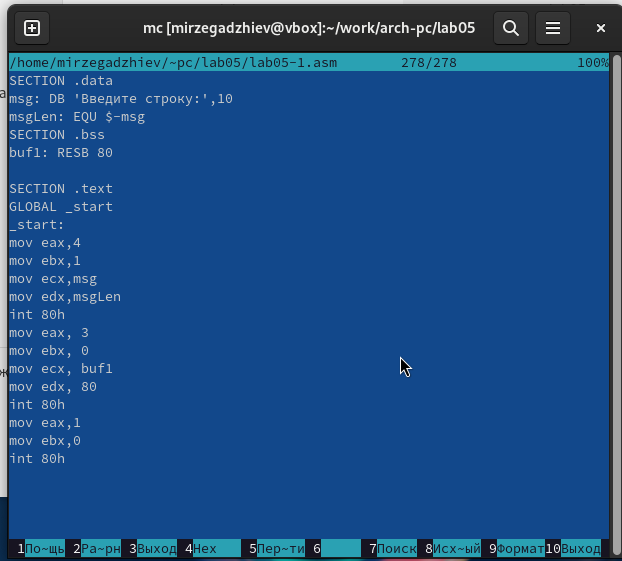 mc [mirzegadzhiev@vbox]:~/work/arch-pc/lab05
/home/mirzegadzhiev/~pc/lab05/lab05-1.asm 278/278 100%
SECTION .data
msg: DB 'Введите строку:',10
msgLen: EQU $-msg
SECTION .bss
buf1: RESB 80
SECTION .text
GLOBAL _start
_start:
mov eax,4
mov ebx,1
mov ecx,msg
mov edx,msgLen
int 80h
mov eax, 3
mov ebx, 0
mov ecx, buf1
mov edx, 80
int 80h
mov eax,1
mov ebx,0
int 80h
1По~щь 2Ра~рн 3Выход 4Hex 5Пер~ти 6 7Поиск 8Исх~ый 9Формат10Выход